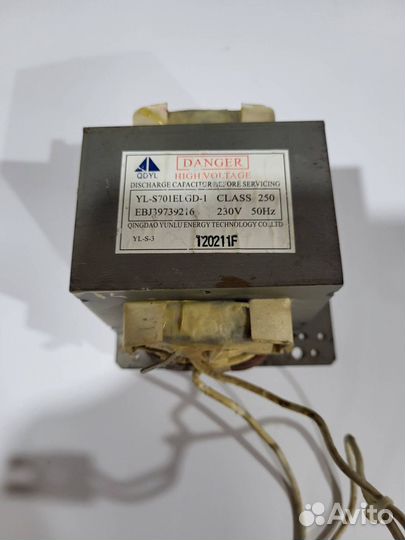 QDYL
DANGER
HIGH VOLTAGE
DISCHARGE CAPACITOR BEFORE SERVICING
YL-S701ELGD-1 CLASS 250
EBJ39739216 230V 50Hz
QINGDAO YUNLU ENERGY TECHNOLOGY CO.,LTD
YL-S-3
T20211F
Avito